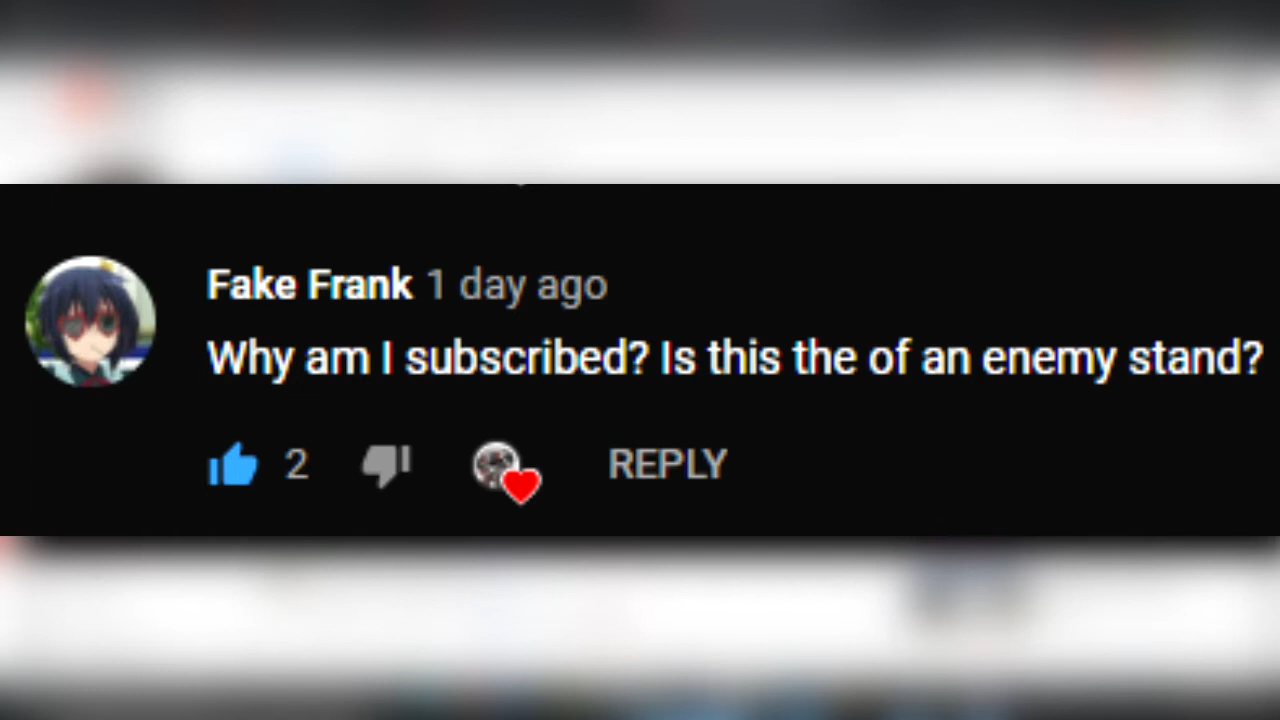 Fake Frank 1 day ago
Why am I subscribed? Is this the of an enemy stand?
2 REPLY